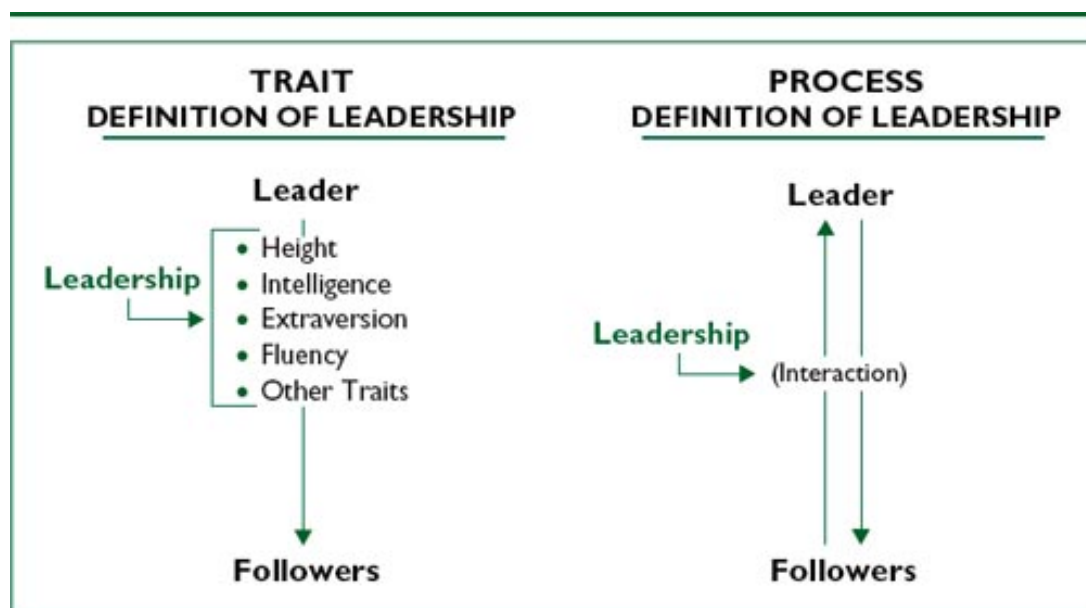 TRAIT
DEFINITION OF LEADERSHIP
Leader
Leadership
• Height
• Intelligence
• Extraversion
• Fluency
• Other Traits
Followers
PROCESS
DEFINITION OF LEADERSHIP
Leader
Leadership
(Interaction)
Followers